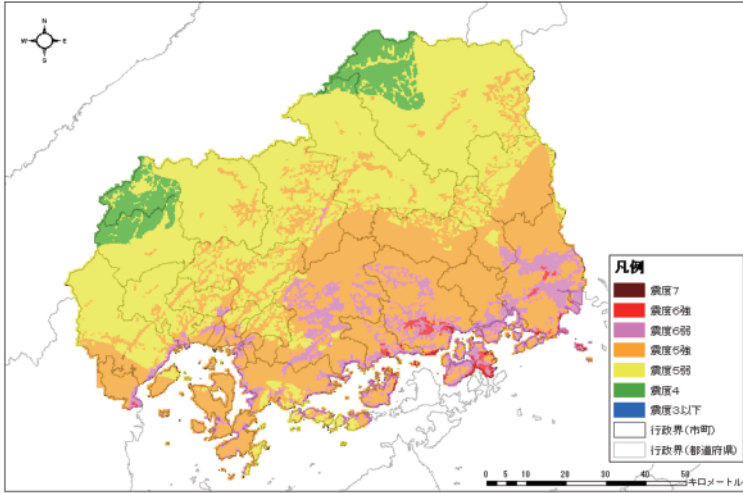 N
W E
S
凡例
震度7
震度6強
震度6弱
震度5強
震度5弱
震度4
震度3以下
行政界(市町)
行政界(都道府県)
0 5 10 20 30 40 50
キロメートル